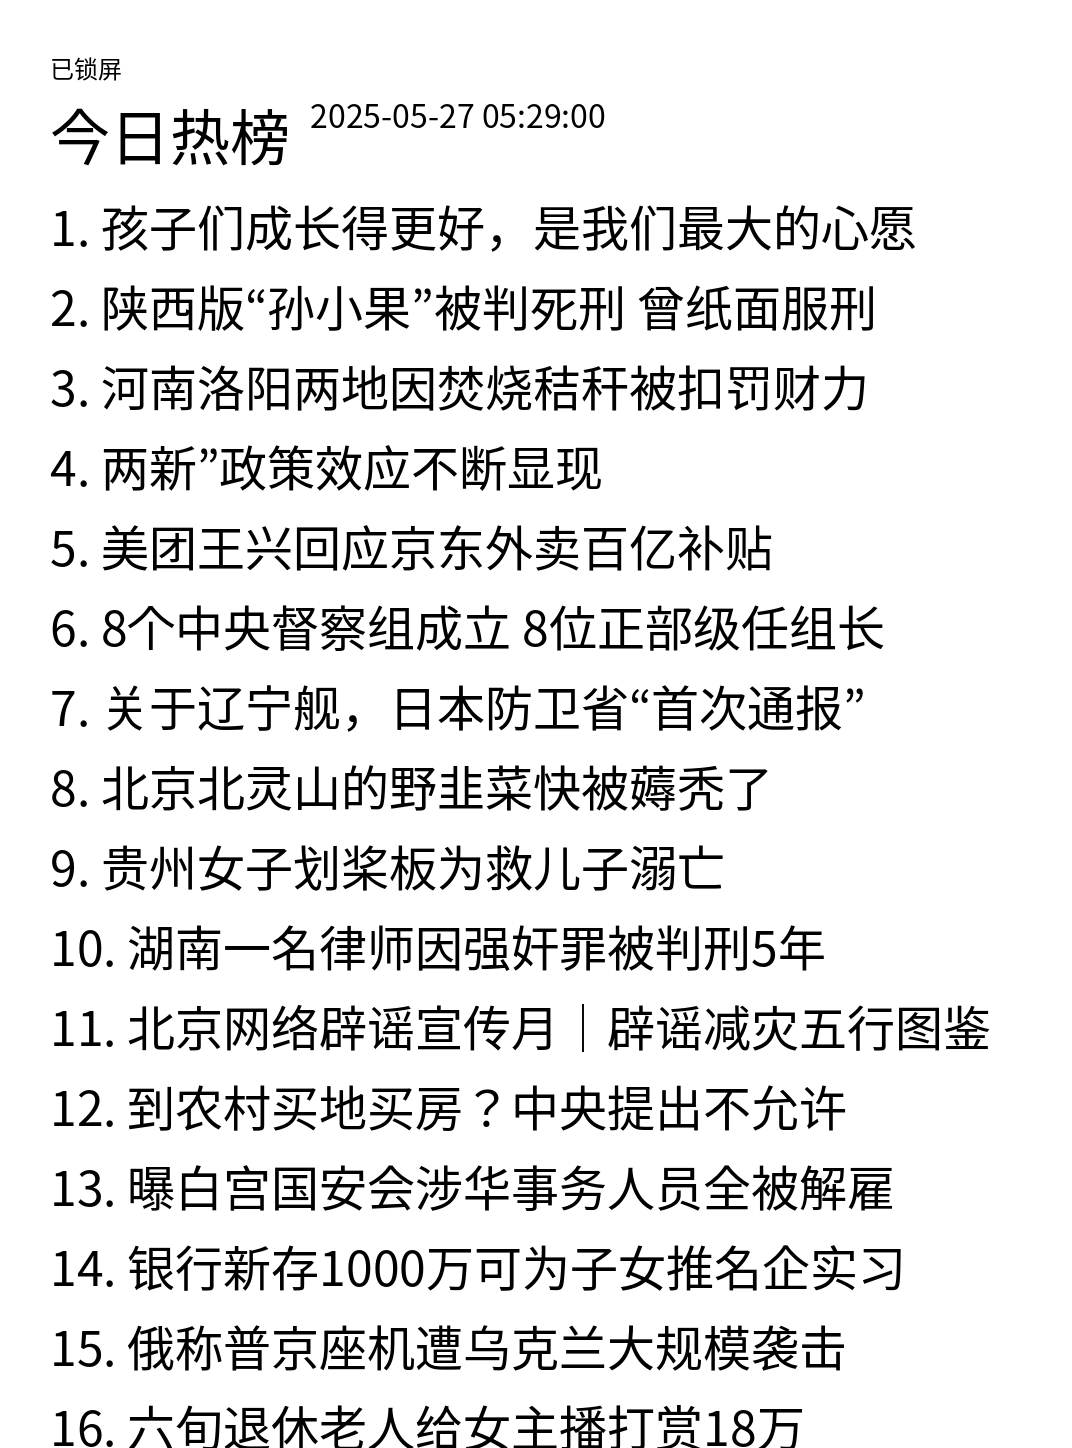 已锁屏
今日热榜 2025-05-27 05:29:00
1. 孩子们成长得更好，是我们最大的心愿
2. 陕西版“孙小果”被判死刑 曾纸面服刑
3. 河南洛阳两地因焚烧秸秆被扣罚财力
4. 两新”政策效应不断显现
5. 美团王兴回应京东外卖百亿补贴
6. 8个中央督察组成立 8位正部级任组长
7. 关于辽宁舰，日本防卫省“首次通报”
8. 北京北灵山的野韭菜快被薅秃了
9. 贵州女子划桨板为救儿子溺亡
10. 湖南一名律师因强奸罪被判刑5年
11. 北京网络辟谣宣传月｜辟谣减灾五行图鉴
12. 到农村买地买房？中央提出不允许
13. 曝白宫国安会涉华事务人员全被解雇
14. 银行新存1000万可为子女推名企实习
15. 俄称普京座机遭乌克兰大规模袭击
16. 六旬退休老人给女主播打赏18万